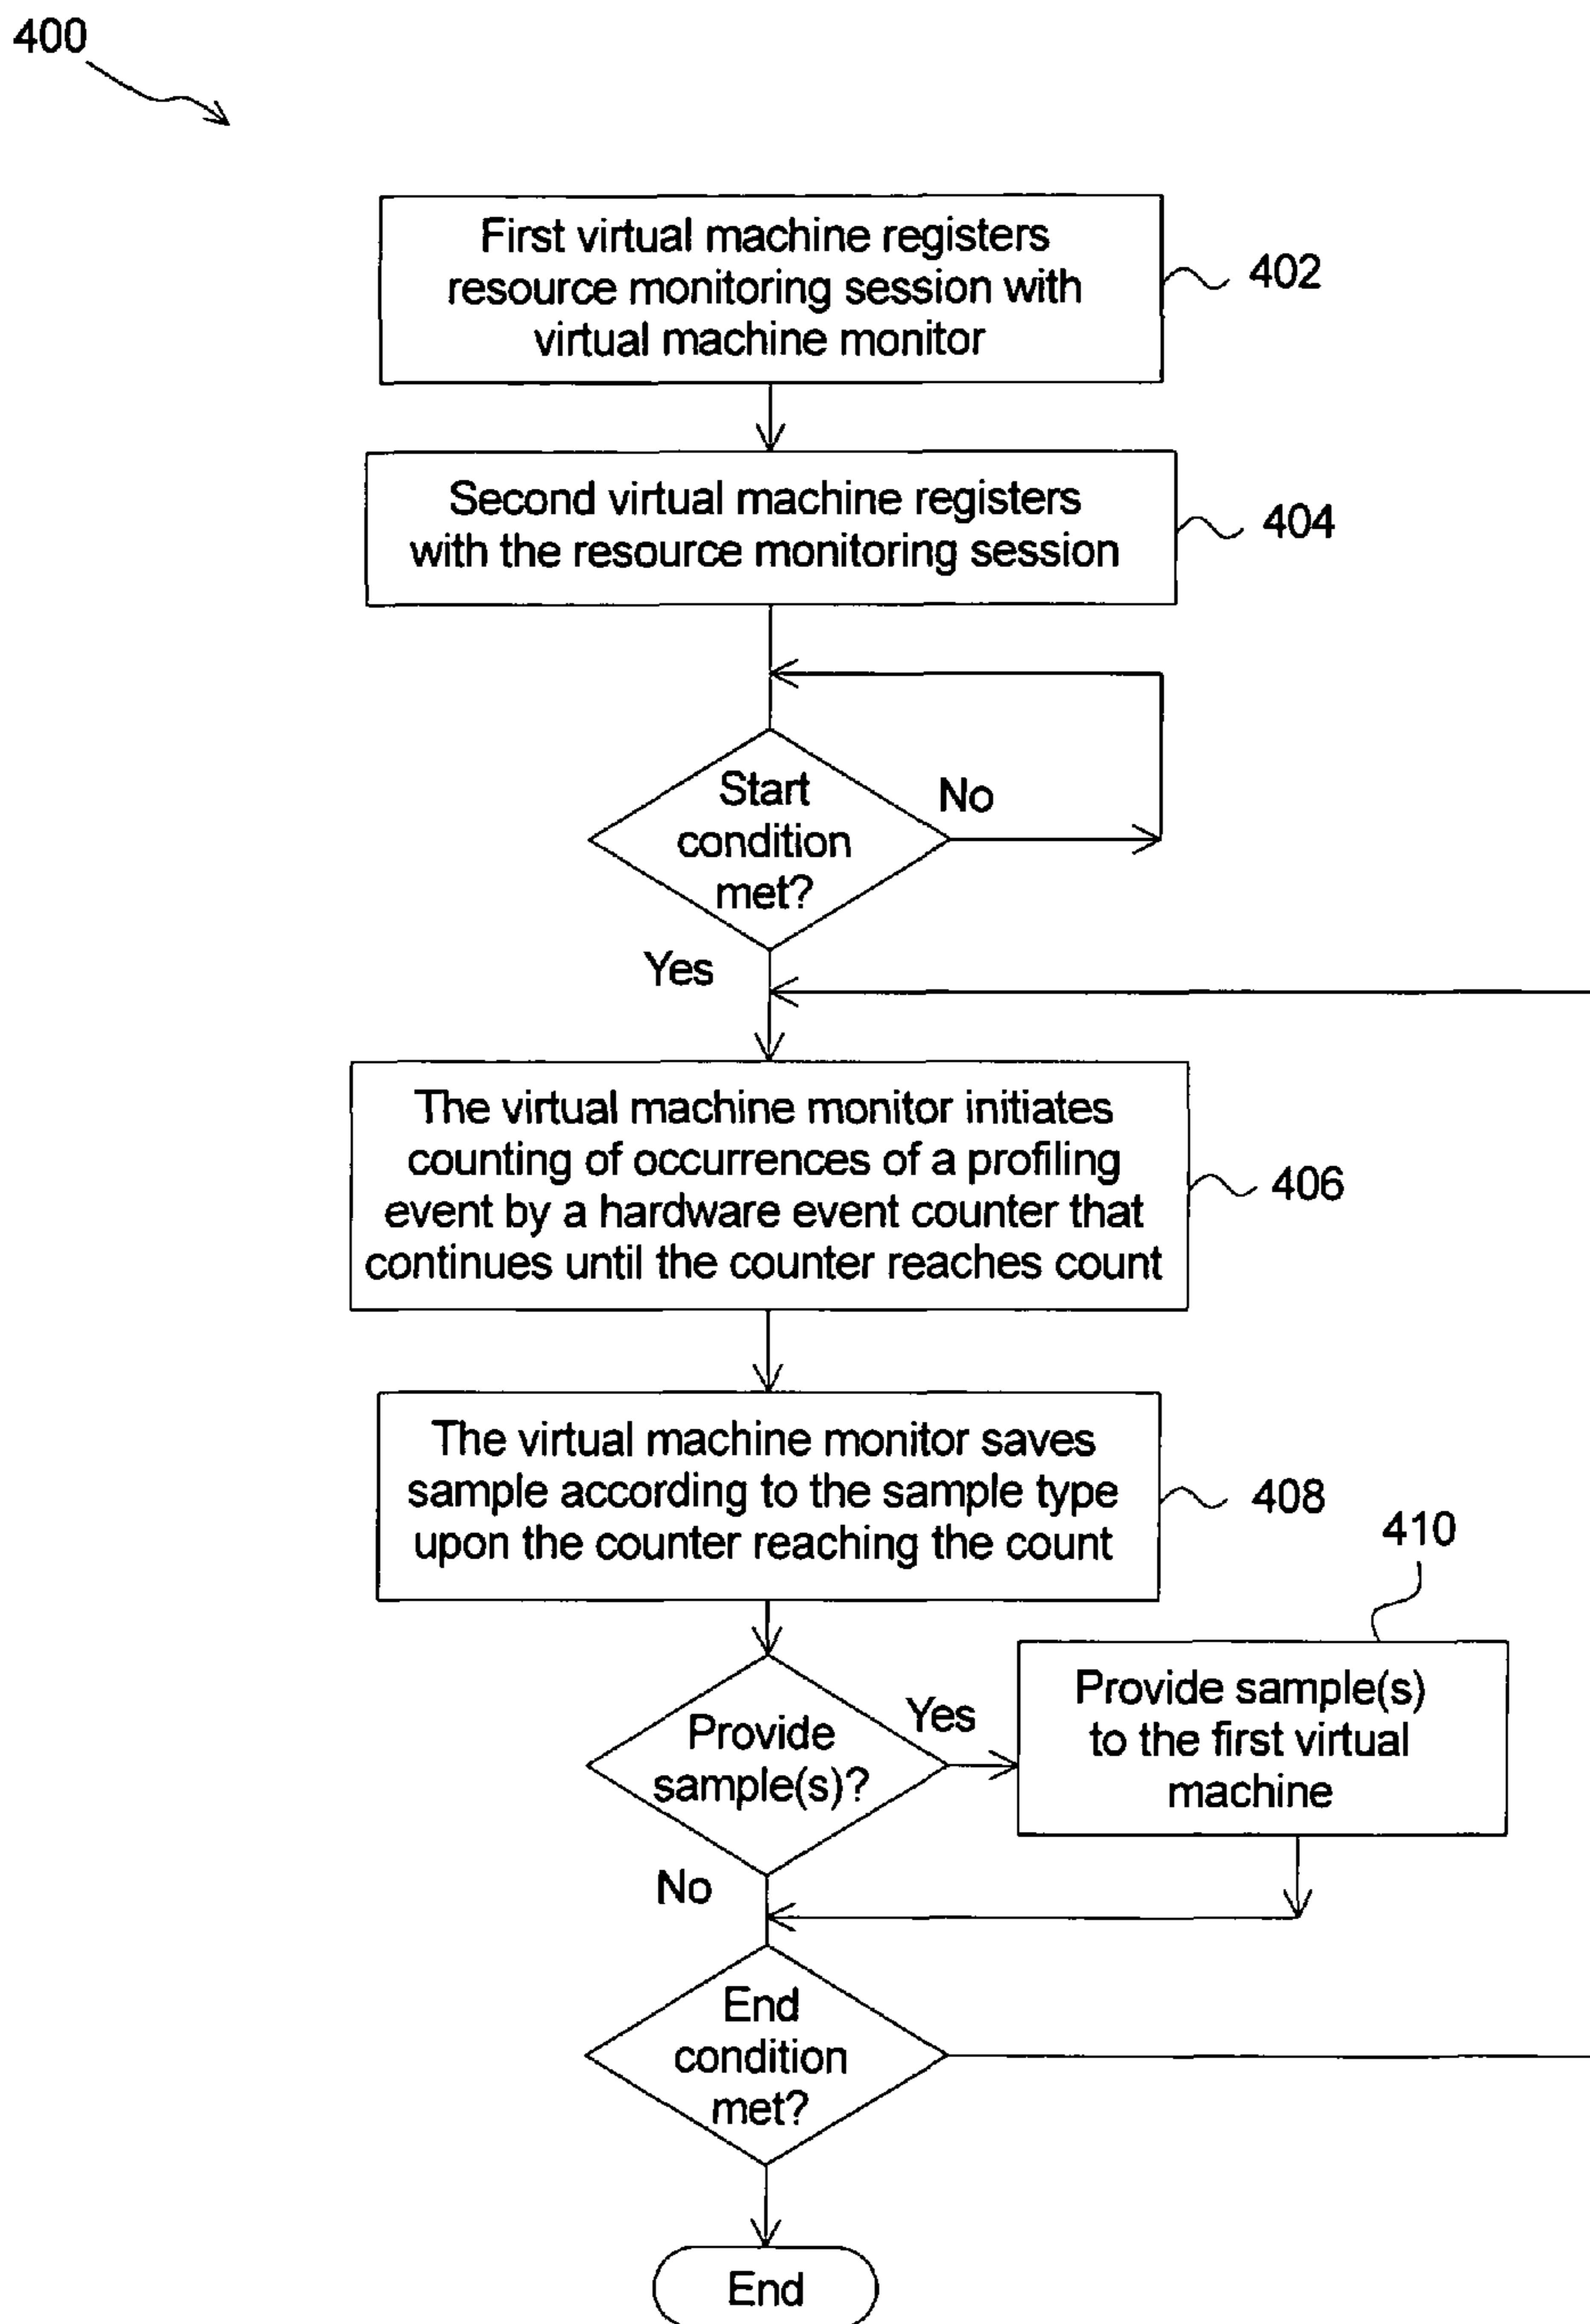 400
First virtual machine registers
resource monitoring session with
virtual machine monitor
402
Second virtual machine registers
with the resource monitoring session
404
Start
condition
met?
No
Yes
The virtual machine monitor initiates
counting of occurrences of a profiling
event by a hardware event counter that
continues until the counter reaches count
406
The virtual machine monitor saves
sample according to the sample type
upon the counter reaching the count
408
410
Provide
sample(s)?
Yes
Provide sample(s)
to the first virtual
machine
No
End
condition
met?
End